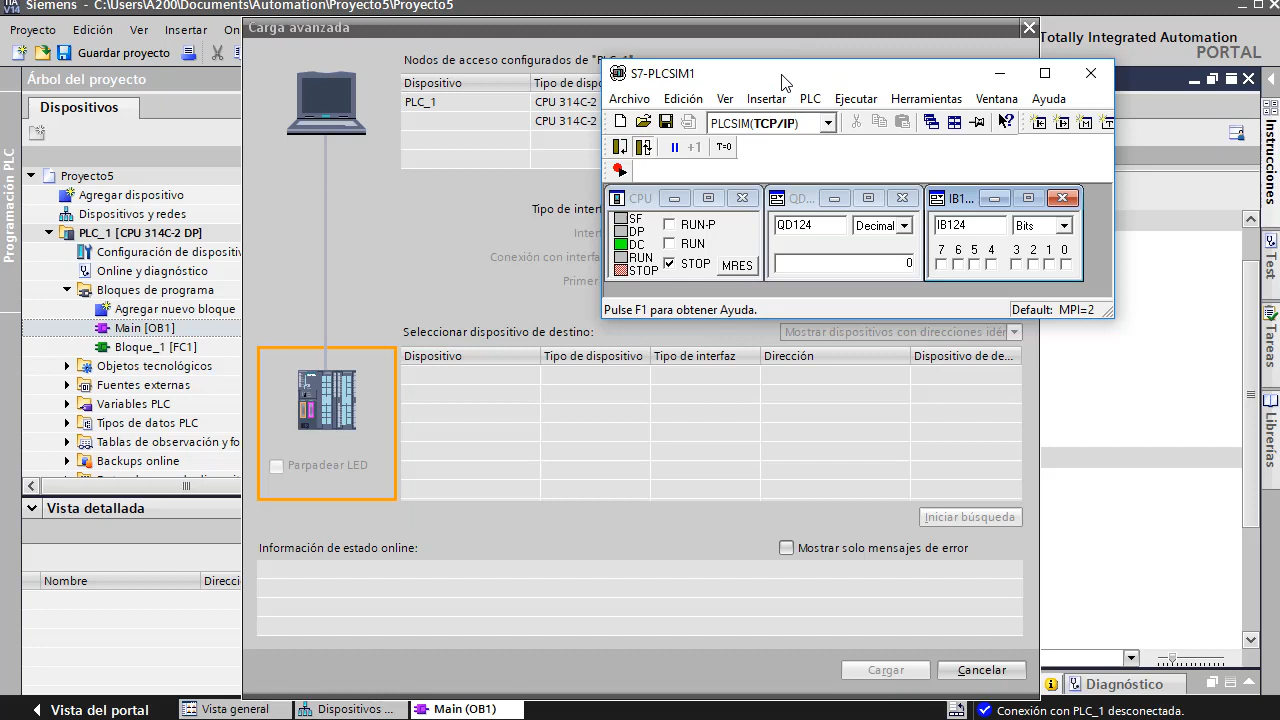 Siemens - C:\Users\A200\Documents\Automation\Proyecto5\Proyecto5
V14
Proyecto Edición Ver Insertar On
Totally Integrated Automation
PORTAL
Guardar proyecto
Carga avanzada
Árbol del proyecto
Dispositivos
Programación PLC
Proyecto5
Agregar dispositivo
Dispositivos y redes
PLC_1 [CPU 314C-2 DP]
Configuración de dispositiv
Online y diagnóstico
Bloques de programa
Agregar nuevo bloque
Main [OB1]
Bloque_1 [FC1]
Objetos tecnológicos
Fuentes externas
Variables PLC
Tipos de datos PLC
Tablas de observación y fo
Backups online
Vista detallada
Nombre Direcci
Nodos de acceso configurados de "
Dispositivo Tipo de dispo
PLC_1 CPU 314C-2
CPU 314C-2
Tipo de interf
Interf
Conexión con interfa
Primer
S7-PLCSIM1
Archivo Edición Ver Insertar PLC Ejecutar Herramientas Ventana Ayuda
PLCSIM(TCP/IP)
+1 T=0
CPU
SF
DP
DC
RUN
STOP
RUN-P
RUN
STOP
MRES
QD...
QD124 Decimal
0
IB1...
IB124 Bits
7 6 5 4 3 2 1 0
Pulse F1 para obtener Ayuda. Default: MPI=2
Seleccionar dispositivo de destino: Mostrar dispositivos con direcciones idén
Dispositivo Tipo de dispositivo Tipo de interfaz Dirección Dispositivo de de...
Parpadear LED
Iniciar búsqueda
Información de estado online: Mostrar solo mensajes de error
Cargar Cancelar
Instrucciones
Test
Tareas
Librerías
Diagnóstico
Vista del portal Vista general Dispositivos ... Main (OB1) Conexión con PLC_1 desconectada.